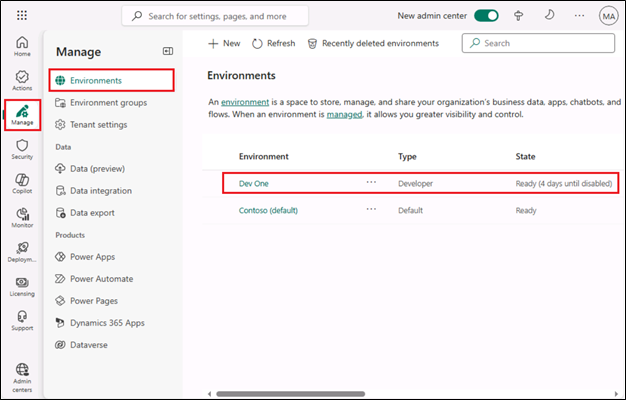 Search for settings, pages, and more
New admin center
MA
Home
Actions
Manage
Security
Copilot
Monitor
Deploym...
Licensing
Support
Admin
centers
Manage
Environments
Environment groups
Tenant settings
Data
Data (preview)
Data integration
Data export
Products
Power Apps
Power Automate
Power Pages
Dynamics 365 Apps
Dataverse
New
Refresh
Recently deleted environments
Search
Environments
An environment is a space to store, manage, and share your organization's business data, apps, chatbots, and
flows. When an environment is managed, it allows you greater visibility and control.
Environment Type State
Dev One ··· Developer Ready (4 days until disabled)
Contoso (default) ··· Default Ready